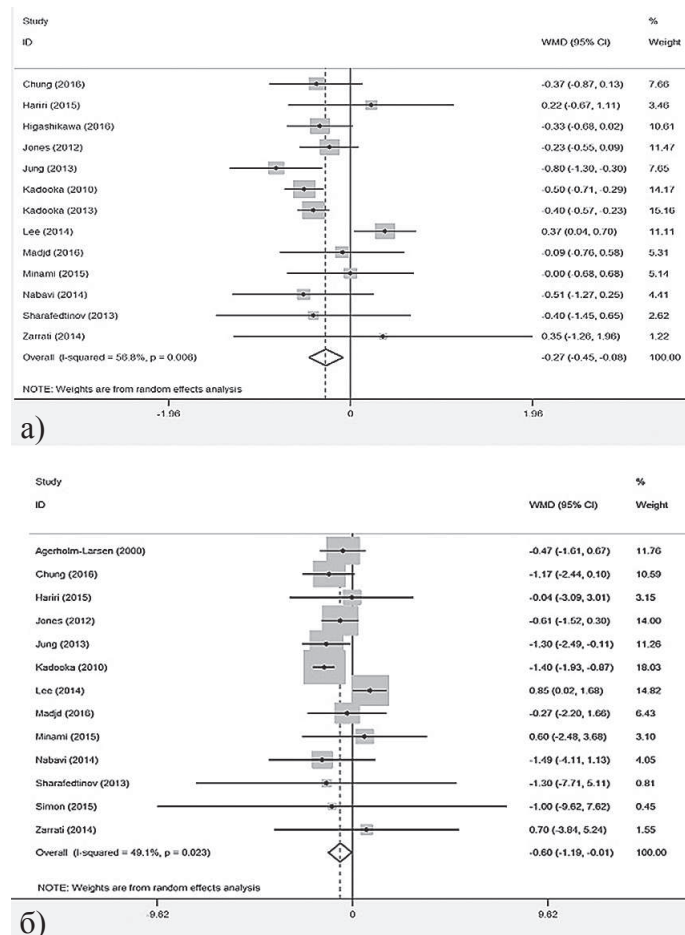 Study %
ID WMD (95% CI) Weight
Chung (2016) -0.37 (-0.87, 0.13) 7.66
Hariri (2015) 0.22 (-0.67, 1.11) 3.46
Higashikawa (2016) -0.33 (-0.68, 0.02) 10.61
Jones (2012) -0.23 (-0.55, 0.09) 11.47
Jung (2013) -0.80 (-1.30, -0.30) 7.65
Kadooka (2010) -0.50 (-0.71, -0.29) 14.17
Kadooka (2013) -0.40 (-0.57, -0.23) 15.16
Lee (2014) 0.37 (0.04, 0.70) 11.11
Madjd (2016) -0.09 (-0.76, 0.58) 5.31
Minami (2015) -0.00 (-0.68, 0.68) 5.14
Nabavi (2014) -0.51 (-1.27, 0.25) 4.41
Sharafedtinov (2013) -0.40 (-1.45, 0.65) 2.62
Zarrati (2014) 0.35 (-1.26, 1.96) 1.22
Overall (I-squared = 56.8%, p = 0.006) -0.27 (-0.45, -0.08) 100.00
NOTE: Weights are from random effects analysis
-1.96 0 1.96
а)
Study %
ID WMD (95% CI) Weight
Agerholm-Larsen (2000) -0.47 (-1.61, 0.67) 11.76
Chung (2016) -1.17 (-2.44, 0.10) 10.59
Hariri (2015) -0.04 (-3.09, 3.01) 3.15
Jones (2012) -0.61 (-1.52, 0.30) 14.00
Jung (2013) -1.30 (-2.49, -0.11) 11.26
Kadooka (2010) -1.40 (-1.93, -0.87) 18.03
Lee (2014) 0.85 (0.02, 1.68) 14.82
Madjd (2016) -0.27 (-2.20, 1.66) 6.43
Minami (2015) 0.60 (-2.48, 3.68) 3.10
Nabavi (2014) -1.49 (-4.11, 1.13) 4.05
Sharafedtinov (2013) -1.30 (-7.71, 5.11) 0.81
Simon (2015) -1.00 (-9.62, 7.62) 0.45
Zarrati (2014) 0.70 (-3.84, 5.24) 1.55
Overall (I-squared = 49.1%, p = 0.023) -0.60 (-1.19, -0.01) 100.00
NOTE: Weights are from random effects analysis
-9.62 0 9.62
б)